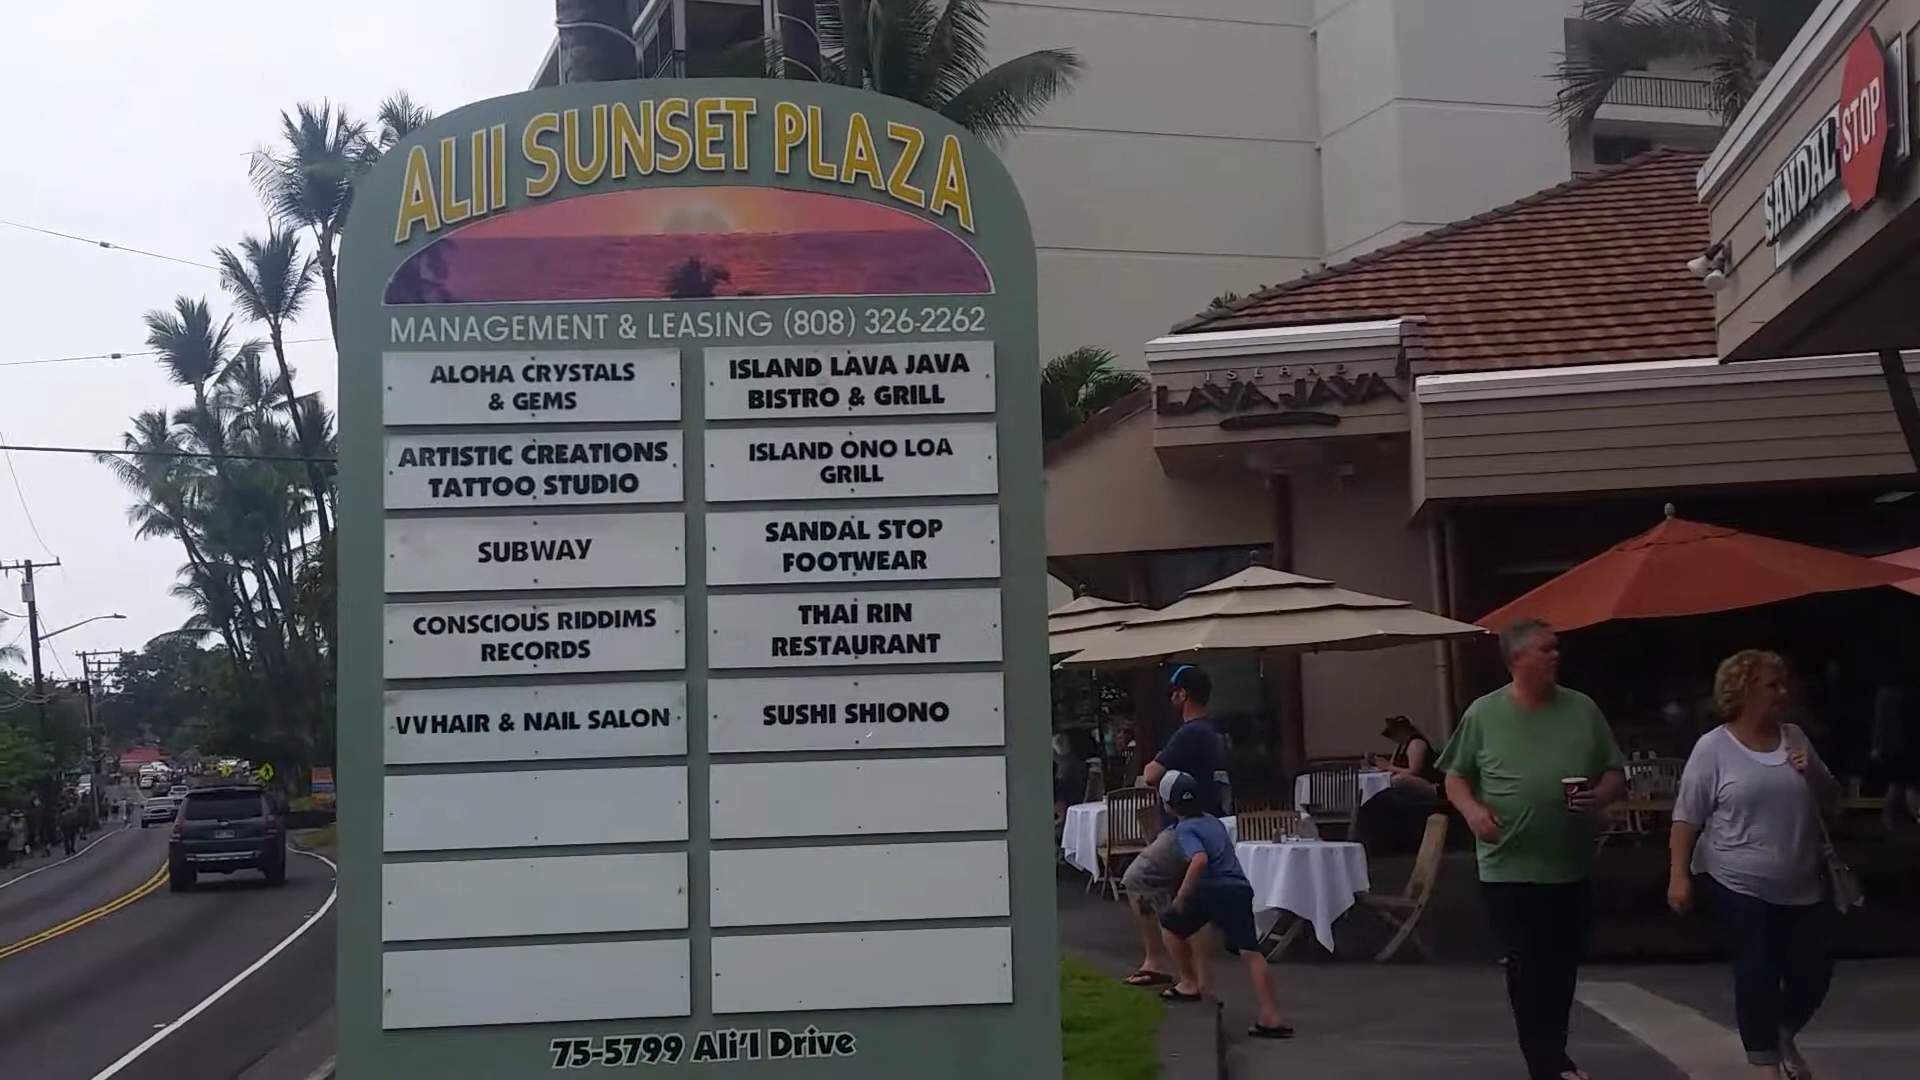 ALII SUNSET PLAZA
MANAGEMENT & LEASING (808) 326-2262
ALOHA CRYSTALS
& GEMS
ARTISTIC CREATIONS
TATTOO STUDIO
SUBWAY
CONSCIOUS RIDDIMS
RECORDS
VVHAIR & NAIL SALON
ISLAND LAVA JAVA
BISTRO & GRILL
ISLAND ONO LOA
GRILL
SANDAL STOP
FOOTWEAR
THAI RIN
RESTAURANT
SUSHI SHIONO
75-5799 Ali'I Drive
ISLAND
LAVA JAVA
SANDAL STOP